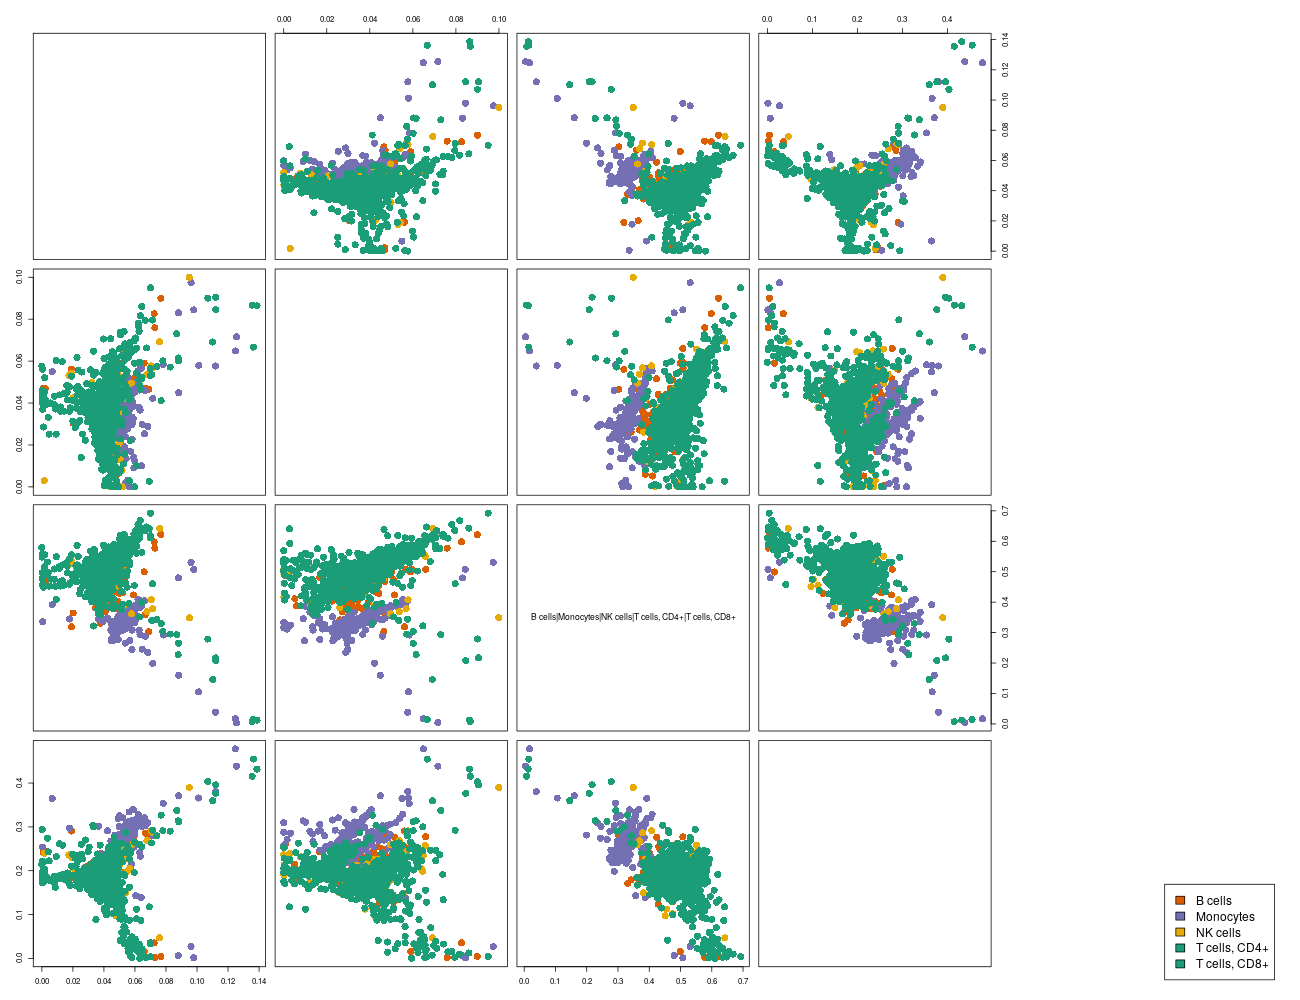 0.00 0.02 0.04 0.06 0.08 0.10
0.0 0.1 0.2 0.3 0.4
0.00 0.02 0.04 0.06 0.08 0.10 0.12 0.14
0.00 0.02 0.04 0.06 0.08 0.10
B cells|Monocytes|NK cells|T cells, CD4+|T cells, CD8+
0.0 0.1 0.2 0.3 0.4 0.5 0.6 0.7
0.0 0.1 0.2 0.3 0.4
0.00 0.02 0.04 0.06 0.08 0.10 0.12 0.14
0.0 0.1 0.2 0.3 0.4 0.5 0.6 0.7
B cells
Monocytes
NK cells
T cells, CD4+
T cells, CD8+